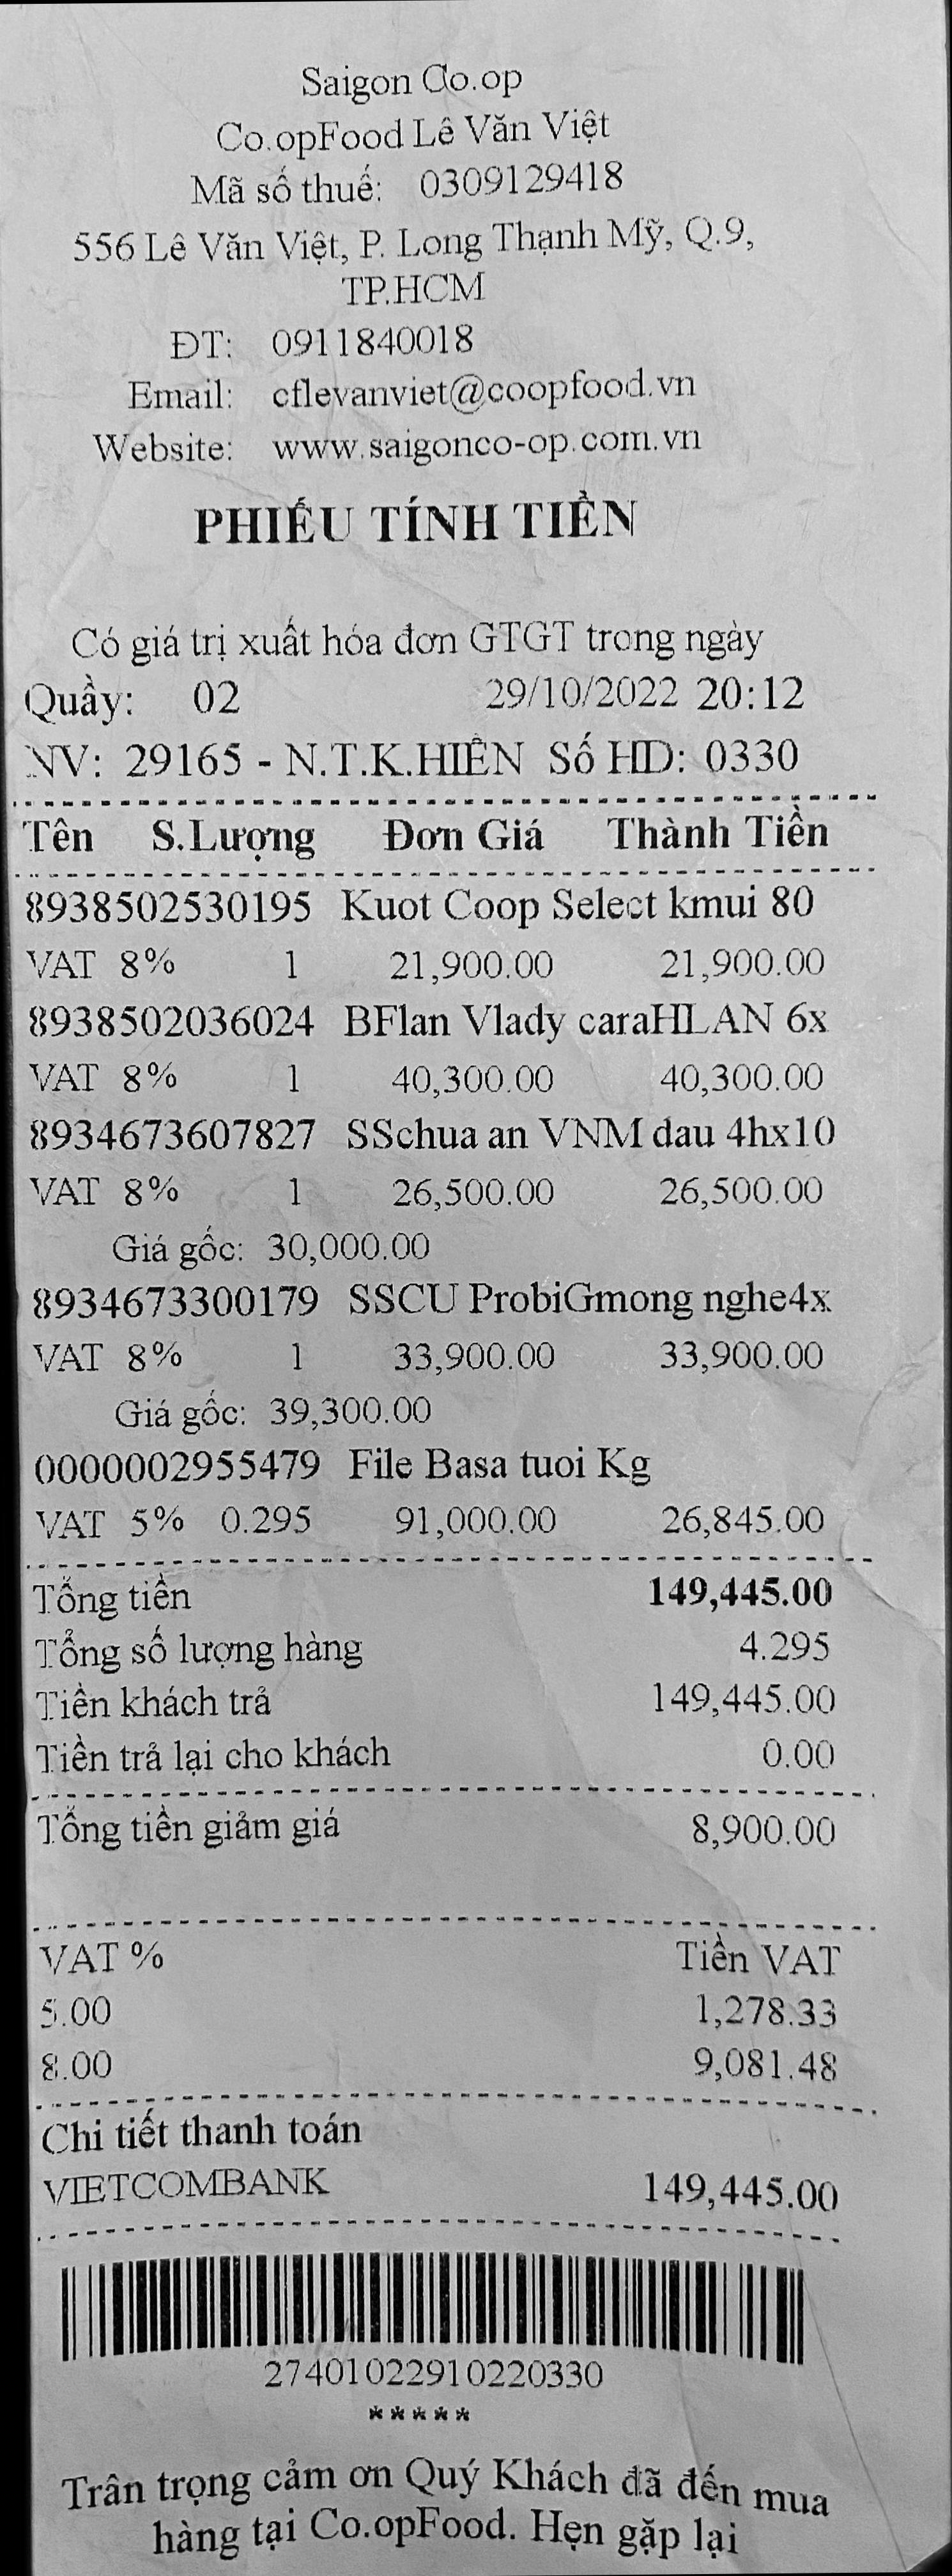 Saigon Co.op
Co.opFood Lê Văn Việt
Mã số thuế: 0309129418
556 Lê Văn Việt, P. Long Thạnh Mỹ, Q.9,
TP.HCM
ĐT: 0911840018
Email: cflevanviet@coopfood.vn
Website: www.saigonco-op.com.vn
PHIẾU TÍNH TIỀN
Có giá trị xuất hóa đơn GTGT trong ngày
Quầy: 02 29/10/2022 20:12
NV: 29165 - N.T.K.HIỀN Số HD: 0330
Tên S.Lượng Đơn Giá Thành Tiền
8938502530195 Kuot Coop Select kmui 80
VAT 8% 1 21,900.00 21,900.00
8938502036024 BFlan Vlady caraHLAN 6x
VAT 8% 1 40,300.00 40,300.00
8934673607827 SSchua an VNM dau 4hx10
VAT 8% 1 26,500.00 26,500.00
Giá gốc: 30,000.00
8934673300179 SSCU ProbiGmong nghe4x
VAT 8% 1 33,900.00 33,900.00
Giá gốc: 39,300.00
0000002955479 File Basa tuoi Kg
VAT 5% 0.295 91,000.00 26,845.00
Tổng tiền 149,445.00
Tổng số lượng hàng 4.295
Tiền khách trả 149,445.00
Tiền trả lại cho khách 0.00
Tổng tiền giảm giá 8,900.00
VAT % Tiền VAT
5.00 1,278.33
8.00 9,081.48
Chi tiết thanh toán
VIETCOMBANK 149,445.00
27401022910220330
*****
Trân trọng cảm ơn Quý Khách đã đến mua
hàng tại Co.opFood. Hẹn gặp lại